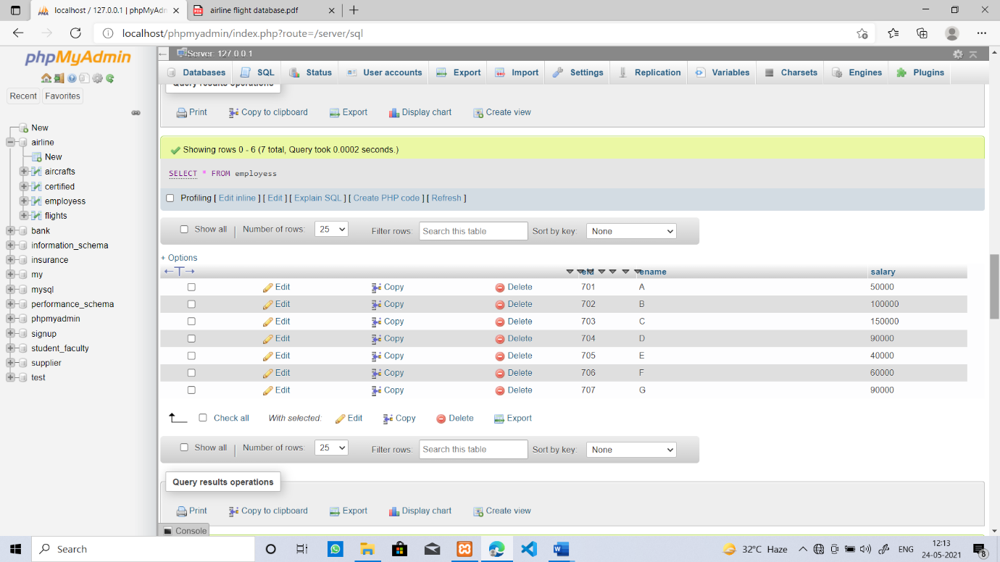 localhost / 127.0.0.1 | phpMyAdn
airline flight database.pdf
localhost/phpmyadmin/index.php?route=/server/sql
phpMyAdmin
Recent
Favorites
New
airline
New
aircrafts
certified
employess
flights
bank
information_schema
insurance
my
mysql
performance_schema
phpmyadmin
signup
student_faculty
supplier
test
Server: 127.0.0.1
Databases SQL Status User accounts Export Import Settings Replication Variables Charsets Engines Plugins
Query results operations
Print Copy to clipboard Export Display chart Create view
Showing rows 0 - 6 (7 total, Query took 0.0002 seconds.)
SELECT * FROM employess
Profiling [ Edit inline ] [ Edit ] [ Explain SQL ] [ Create PHP code ] [ Refresh ]
Show all | Number of rows: 25 Filter rows: Search this table Sort by key: None
+ Options
eid ename salary
Edit Copy Delete 701 A 50000
Edit Copy Delete 702 B 100000
Edit Copy Delete 703 C 150000
Edit Copy Delete 704 D 90000
Edit Copy Delete 705 E 40000
Edit Copy Delete 706 F 60000
Edit Copy Delete 707 G 90000
Check all With selected: Edit Copy Delete Export
Show all | Number of rows: 25 Filter rows: Search this table Sort by key: None
Query results operations
Print Copy to clipboard Export Display chart Create view
Console
Search
32°C Haze
ENG
12:13
24-05-2021
8